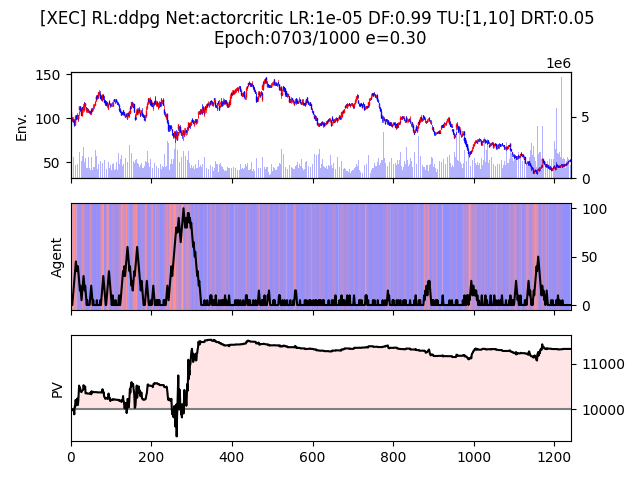 [XEC] RL:ddpg Net:actorcritic LR:1e-05 DF:0.99 TU:[1,10] DRT:0.05
Epoch:0703/1000 e=0.30
1e6
150
100
50
Env.
5
0
Agent
100
50
0
PV
11000
10000
0
200
400
600
800
1000
1200